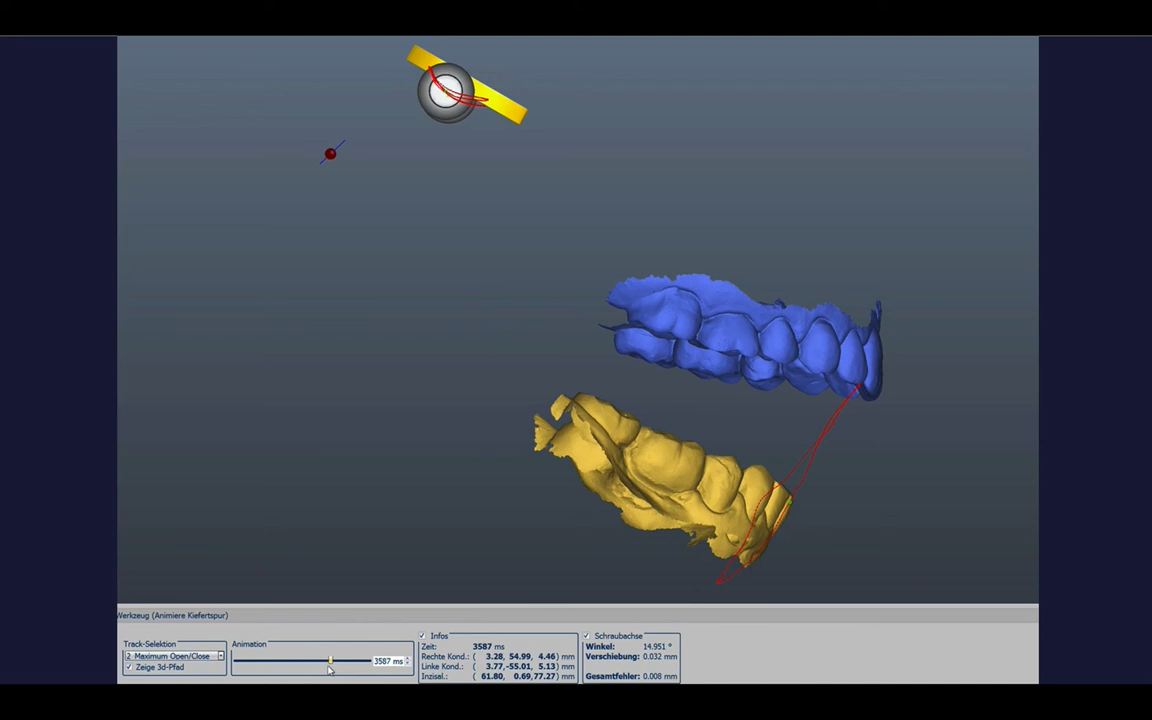 Werkzeug (Animiere Kiefertspur)
Track-Selektion
2 Maximum Open/Close
Zeige 3d-Pfad
Animation
3587 ms
Infos
Zeit: 3587 ms
Rechte Kond.: ( 3.28, 54.99, 4.46) mm
Linke Kond.: ( 3.77,-55.01, 5.13) mm
Inzisal.: ( 61.80, 0.69,77.27) mm
Schraubachse
Winkel: 14.951 °
Verschiebung: 0.032 mm
Gesamtfehler: 0.008 mm